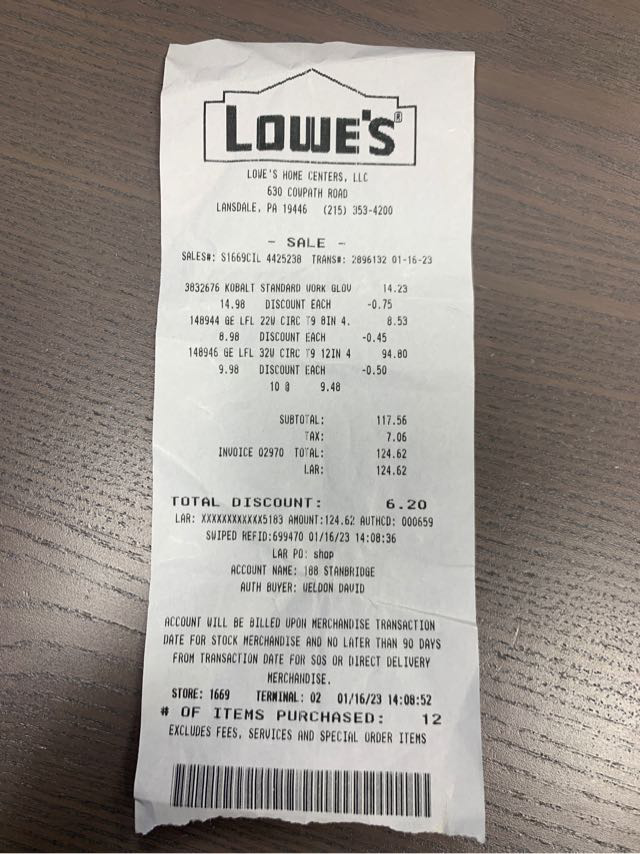 LOWE'S®
LOWE'S HOME CENTERS, LLC
630 COWPATH ROAD
LANSDALE, PA 19446 (215) 353-4200
- SALE -
SALES#: S1669CIL 4425238 TRANS#: 2896132 01-16-23
3832676 KOBALT STANDARD WORK GLOV 14.23
14.98 DISCOUNT EACH -0.75
148944 GE LFL 22W CIRC T9 8IN 4. 8.53
8.98 DISCOUNT EACH -0.45
148946 GE LFL 32W CIRC T9 12IN 4 94.80
9.98 DISCOUNT EACH -0.50
10 @ 9.48
SUBTOTAL: 117.56
TAX: 7.06
INVOICE 02970 TOTAL: 124.62
LAR: 124.62
TOTAL DISCOUNT: 6.20
LAR: XXXXXXXXXXXX5183 AMOUNT:124.62 AUTHCD: 000659
SWIPED REFID:699470 01/16/23 14:08:36
LAR PO: shop
ACCOUNT NAME: 188 STANBRIDGE
AUTH BUYER: WELDON DAVID
ACCOUNT WILL BE BILLED UPON MERCHANDISE TRANSACTION
DATE FOR STOCK MERCHANDISE AND NO LATER THAN 90 DAYS
FROM TRANSACTION DATE FOR SOS OR DIRECT DELIVERY
MERCHANDISE.
STORE: 1669 TERMINAL: 02 01/16/23 14:08:52
# OF ITEMS PURCHASED: 12
EXCLUDES FEES, SERVICES AND SPECIAL ORDER ITEMS